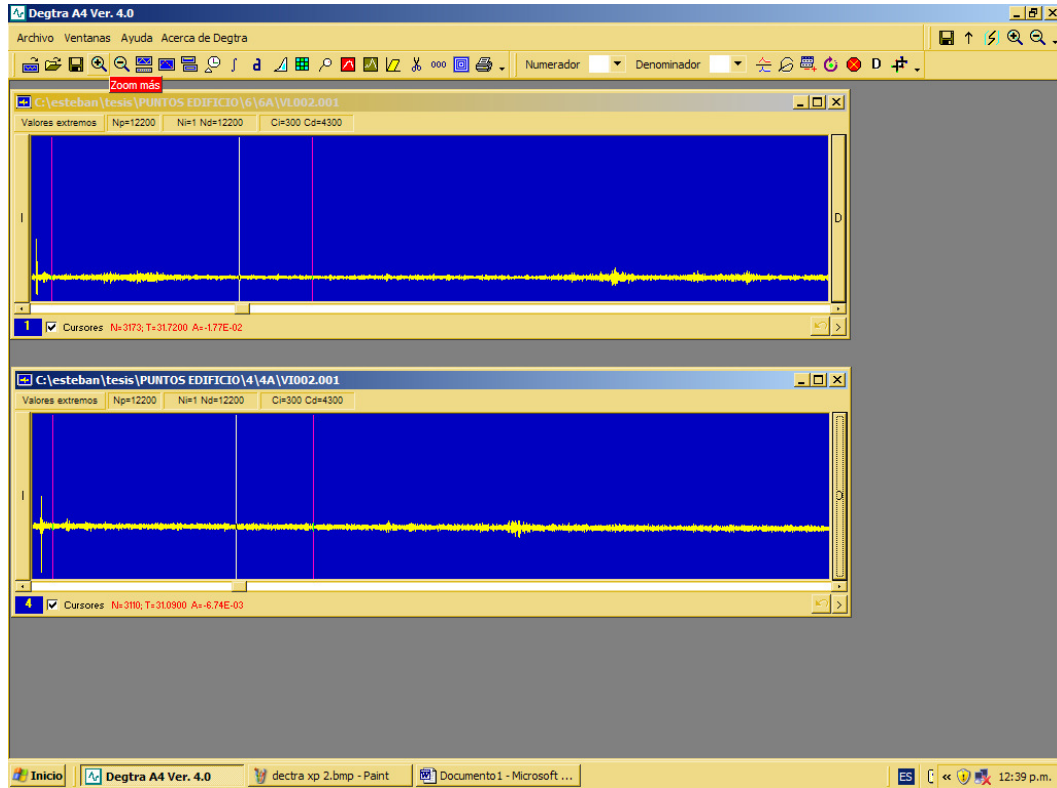 Degtra A4 Ver. 4.0
Archivo Ventanas Ayuda Acerca de Degtra
ooo Numerador Denominador D
Zoom más
C:\esteban\tesis\PUNTOS EDIFICIO\6\6A\VL002.001
Valores extremos Np=12200 Ni=1 Nd=12200 Ci=300 Cd=4300
I D
1 Cursores N=3173; T=31.7200 A=-1.77E-02 >
C:\esteban\tesis\PUNTOS EDIFICIO\4\4A\VI002.001
Valores extremos Np=12200 Ni=1 Nd=12200 Ci=300 Cd=4300
I D
4 Cursores N=3110; T=31.0900 A=-6.74E-03 >
Inicio Degtra A4 Ver. 4.0 dectra xp 2.bmp - Paint Documento1 - Microsoft ... ES « 12:39 p.m.